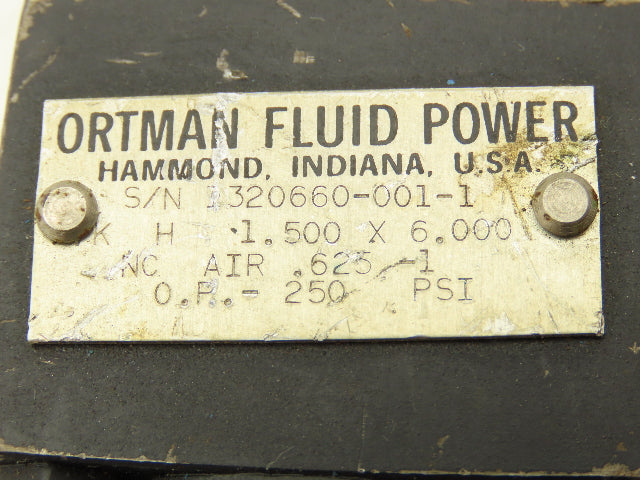 ORTMAN FLUID POWER
HAMMOND, INDIANA, U.S.A.
S/N 1320660-001-1
K H 1.500 X 6.000
NC AIR .625 -1
O.P.- 250 PSI